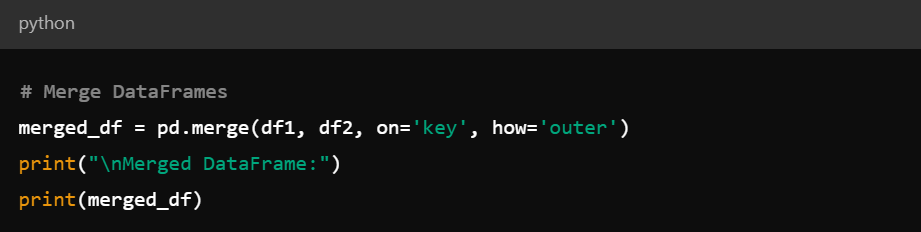 python
# Merge DataFrames
merged_df = pd.merge(df1, df2, on='key', how='outer')
print("\nMerged DataFrame:")
print(merged_df)